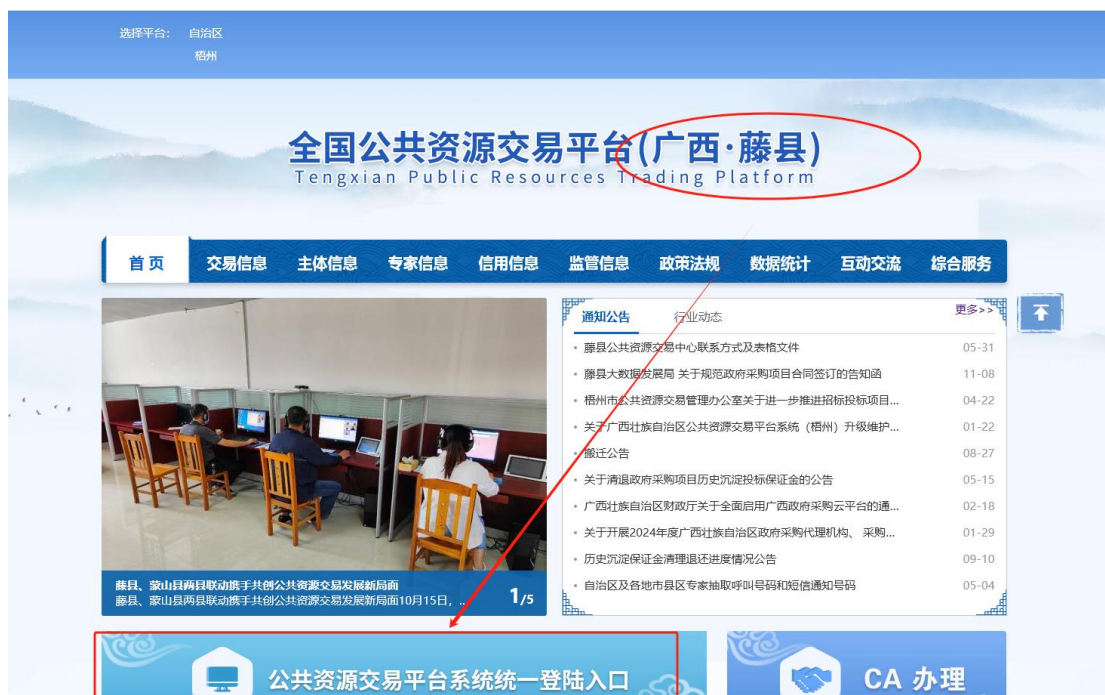 选择平台： 自治区
梧州
全国公共资源交易平台(广西·藤县)
Tengxian Public Resources Trading Platform
首页 交易信息 主体信息 专家信息 信用信息 监管信息 政策法规 数据统计 互动交流 综合服务
通知公告 行业动态 更多>>
藤县公共资源交易中心联系方式及表格文件 05-31
藤县大数据发展局 关于规范政府采购项目合同签订的告知函 11-08
梧州市公共资源交易管理办公室关于进一步推进招标投标项目... 04-22
关于广西壮族自治区公共资源交易平台系统（梧州）升级维护... 01-22
搬迁公告 08-27
关于清退政府采购项目历史沉淀投标保证金的公告 05-15
广西壮族自治区财政厅关于全面启用广西政府采购云平台的通... 02-18
关于开展2024年度广西壮族自治区政府采购代理机构、 采购... 01-29
历史沉淀保证金清理退还进度情况公告 09-10
自治区及各地市县区专家抽取呼叫号码和短信通知号码 05-04
藤县、蒙山县两县联动携手共创公共资源交易发展新局面
藤县、蒙山县两县联动携手共创公共资源交易发展新局面10月15日，...
1/5
公共资源交易平台系统统一登陆入口
CA 办理